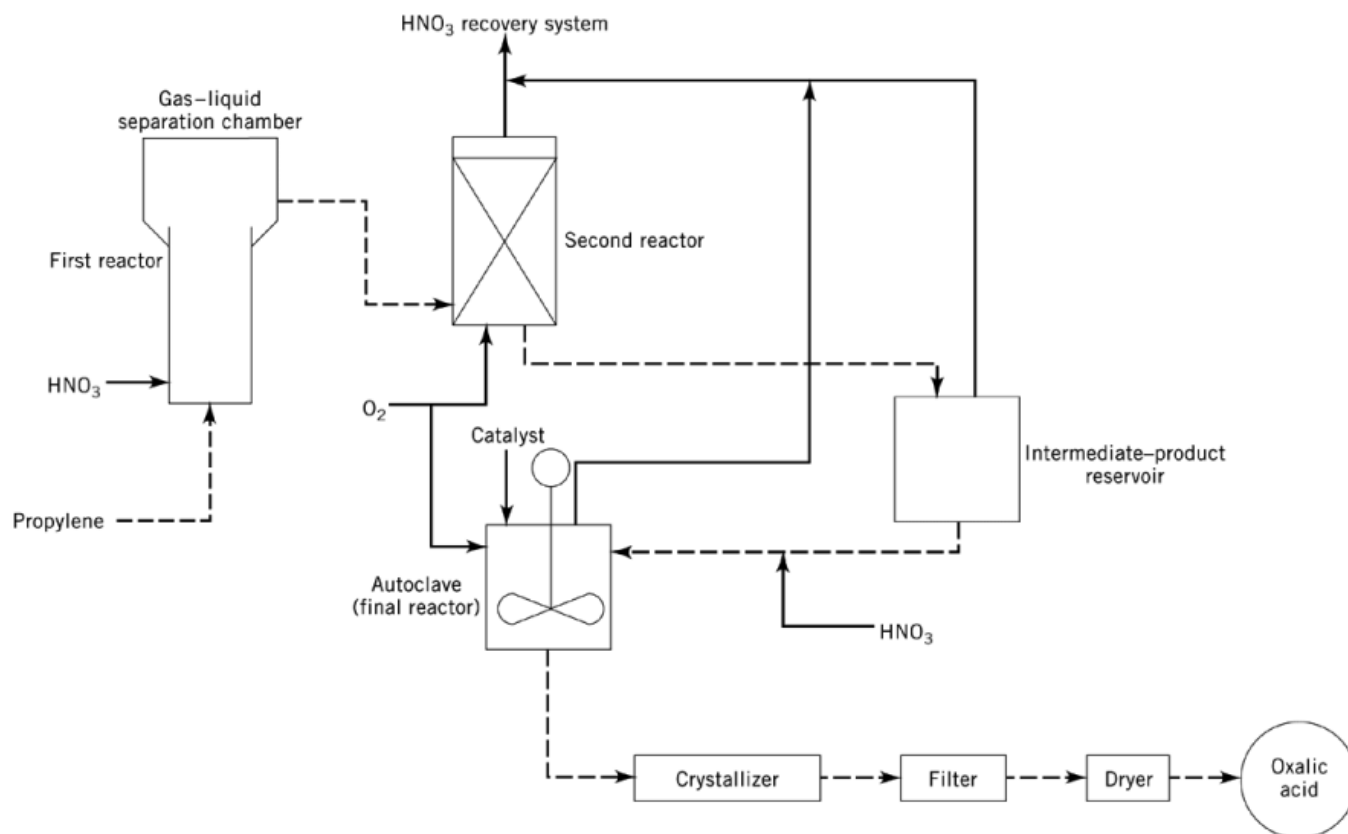 HNO₃ recovery system
Gas–liquid
separation chamber
Second reactor
First reactor
HNO₃
O₂
Catalyst
Intermediate–product
reservoir
Propylene
Autoclave
(final reactor)
HNO₃
Crystallizer
Filter
Dryer
Oxalic
acid